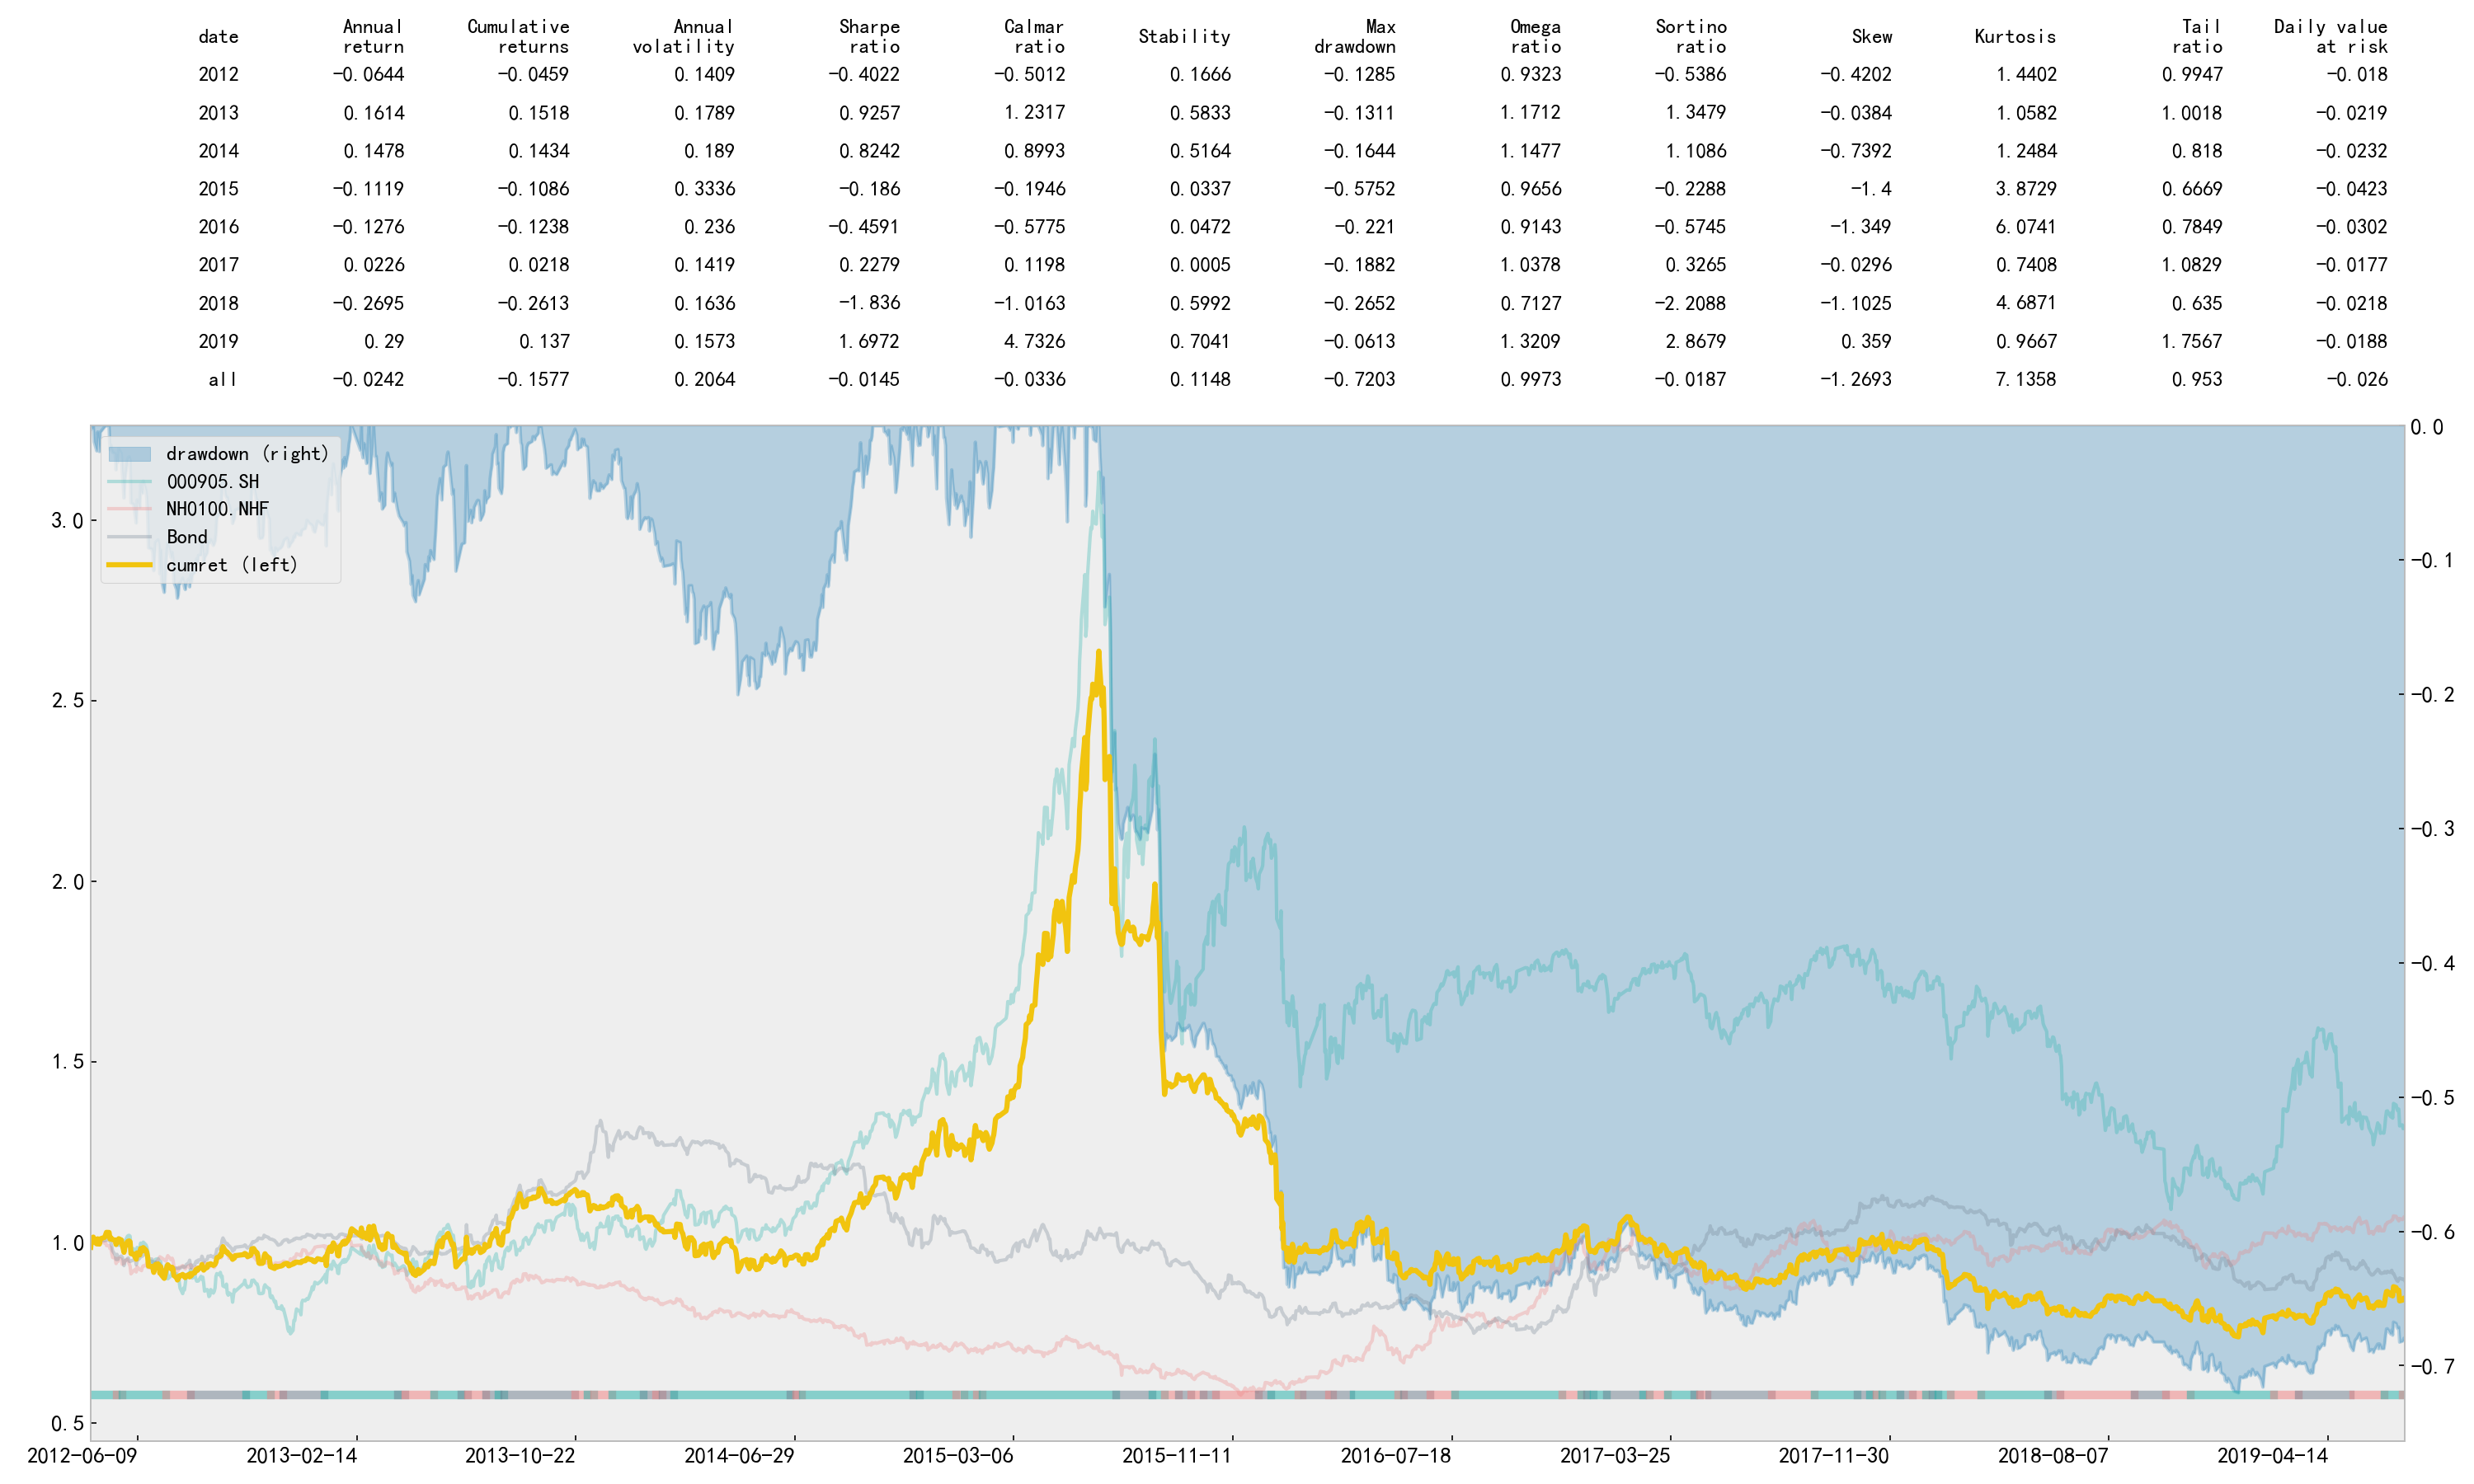 date Annual return Cumulative returns Annual volatility Sharpe ratio Calmar ratio Stability Max drawdown Omega ratio Sortino ratio Skew Kurtosis Tail ratio Daily value at risk
2012 -0.0644 -0.0459 0.1409 -0.4022 -0.5012 0.1666 -0.1285 0.9323 -0.5386 -0.4202 1.4402 0.9947 -0.018
2013 0.1614 0.1518 0.1789 0.9257 1.2317 0.5833 -0.1311 1.1712 1.3479 -0.0384 1.0582 1.0018 -0.0219
2014 0.1478 0.1434 0.189 0.8242 0.8993 0.5164 -0.1644 1.1477 1.1086 -0.7392 1.2484 0.818 -0.0232
2015 -0.1119 -0.1086 0.3336 -0.186 -0.1946 0.0337 -0.5752 0.9656 -0.2288 -1.4 3.8729 0.6669 -0.0423
2016 -0.1276 -0.1238 0.236 -0.4591 -0.5775 0.0472 -0.221 0.9143 -0.5745 -1.349 6.0741 0.7849 -0.0302
2017 0.0226 0.0218 0.1419 0.2279 0.1198 0.0005 -0.1882 1.0378 0.3265 -0.0296 0.7408 1.0829 -0.0177
2018 -0.2695 -0.2613 0.1636 -1.836 -1.0163 0.5992 -0.2652 0.7127 -2.2088 -1.1025 4.6871 0.635 -0.0218
2019 0.29 0.137 0.1573 1.6972 4.7326 0.7041 -0.0613 1.3209 2.8679 0.359 0.9667 1.7567 -0.0188
all -0.0242 -0.1577 0.2064 -0.0145 -0.0336 0.1148 -0.7203 0.9973 -0.0187 -1.2693 7.1358 0.953 -0.026
drawdown (right)
000905.SH
NH0100.NHF
Bond
cumret (left)
3.0
2.5
2.0
1.5
1.0
0.5
0.0
-0.1
-0.2
-0.3
-0.4
-0.5
-0.6
-0.7
2012-06-09 2013-02-14 2013-10-22 2014-06-29 2015-03-06 2015-11-11 2016-07-18 2017-03-25 2017-11-30 2018-08-07 2019-04-14